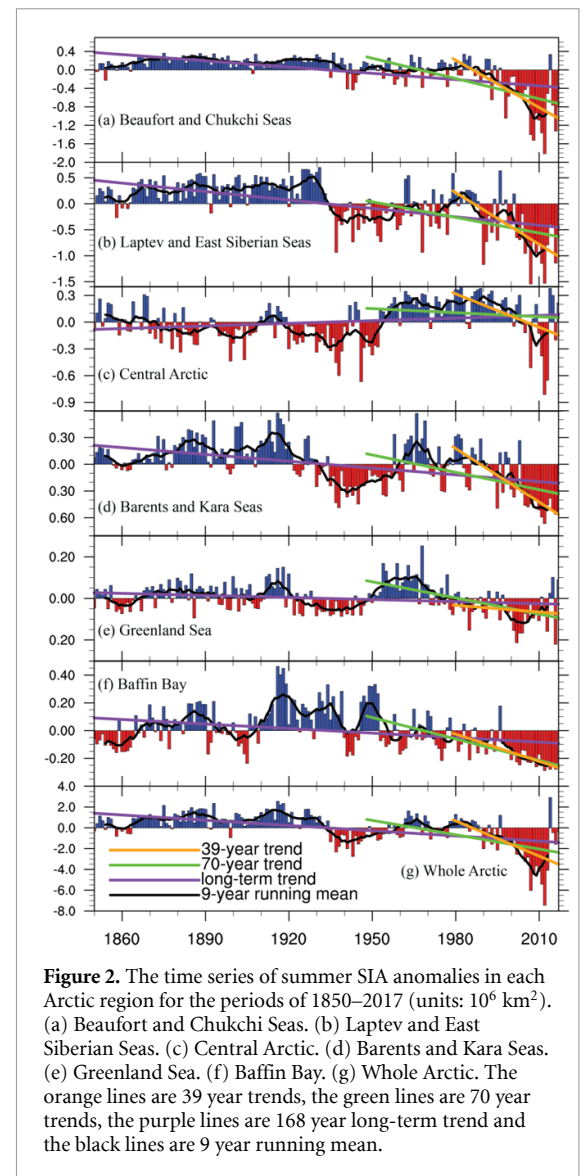 0.4
0.0
-0.4
-0.8
-1.2
-1.6
-2.0
(a) Beaufort and Chukchi Seas
0.5
0.0
-0.5
-1.0
-1.5
(b) Laptev and East Siberian Seas
0.3
0.0
-0.3
-0.6
-0.9
(c) Central Arctic
0.30
0.00
0.30
0.60
(d) Barents and Kara Seas
0.20
0.00
0.20
(e) Greenland Sea
0.40
0.20
0.00
-0.20
(f) Baffin Bay
4.0
2.0
0.0
-2.0
-4.0
-6.0
-8.0
39-year trend
70-year trend
long-term trend
9-year running mean
(g) Whole Arctic
1860 1890 1920 1950 1980 2010
Figure 2. The time series of summer SIA anomalies in each
Arctic region for the periods of 1850–2017 (units: 10⁶ km²).
(a) Beaufort and Chukchi Seas. (b) Laptev and East
Siberian Seas. (c) Central Arctic. (d) Barents and Kara Seas.
(e) Greenland Sea. (f) Baffin Bay. (g) Whole Arctic. The
orange lines are 39 year trends, the green lines are 70 year
trends, the purple lines are 168 year long-term trend and
the black lines are 9 year running mean.